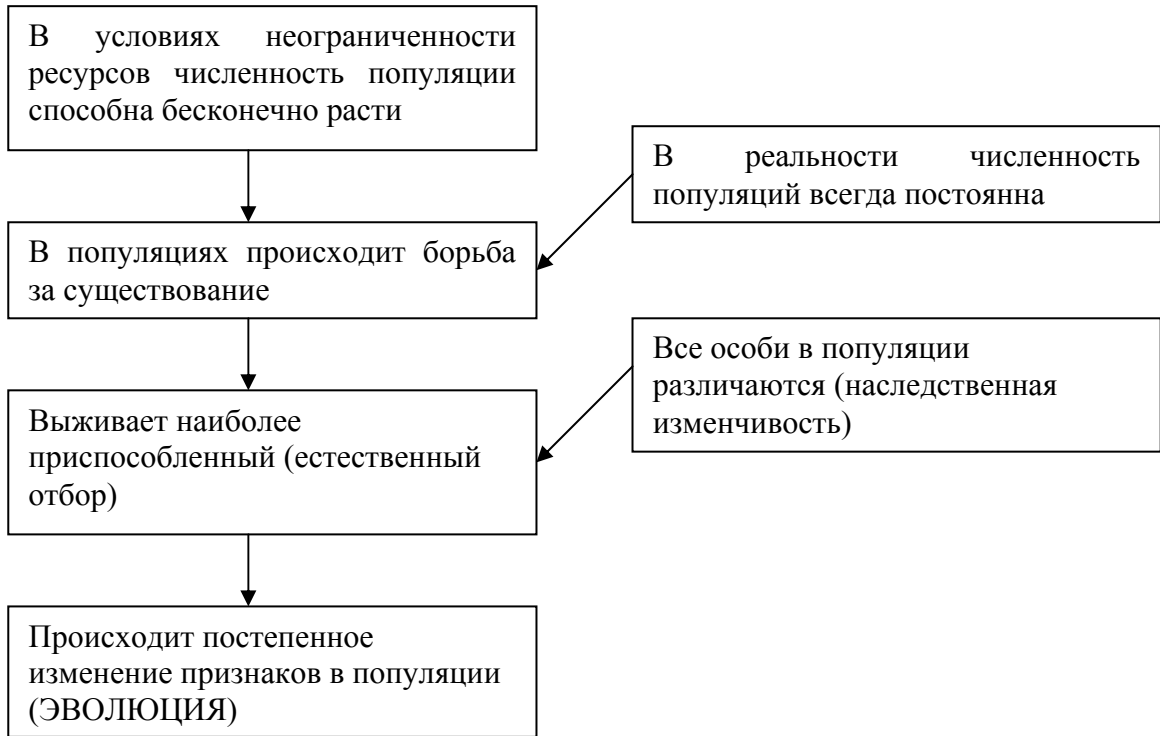 В условиях неограниченности
ресурсов численность популяции
способна бесконечно расти
В реальности численность
популяций всегда постоянна
В популяциях происходит борьба
за существование
Все особи в популяции
различаются (наследственная
изменчивость)
Выживает наиболее
приспособленный (естественный
отбор)
Происходит постепенное
изменение признаков в популяции
(ЭВОЛЮЦИЯ)